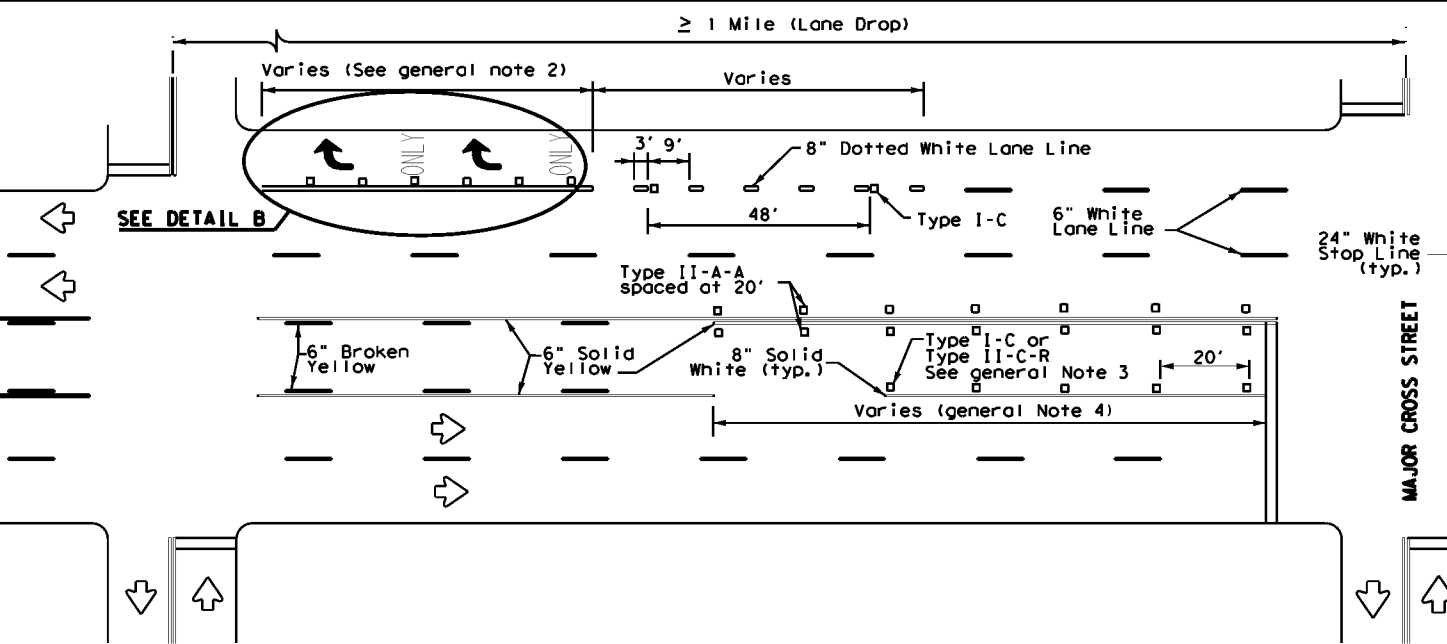 ≥ 1 Mile (Lane Drop)
Varies (See general note 2)
Varies
ONLY
ONLY
3'
9'
8" Dotted White Lane Line
SEE DETAIL B
48'
Type I-C
6" White
Lane Line
24" White
Stop Line
(typ.)
Type II-A-A
spaced at 20'
6" Broken
Yellow
6" Solid
Yellow
8" Solid
White (typ.)
Type I-C or
Type II-C-R
See general Note 3
20'
Varies (general Note 4)
MAJOR CROSS STREET